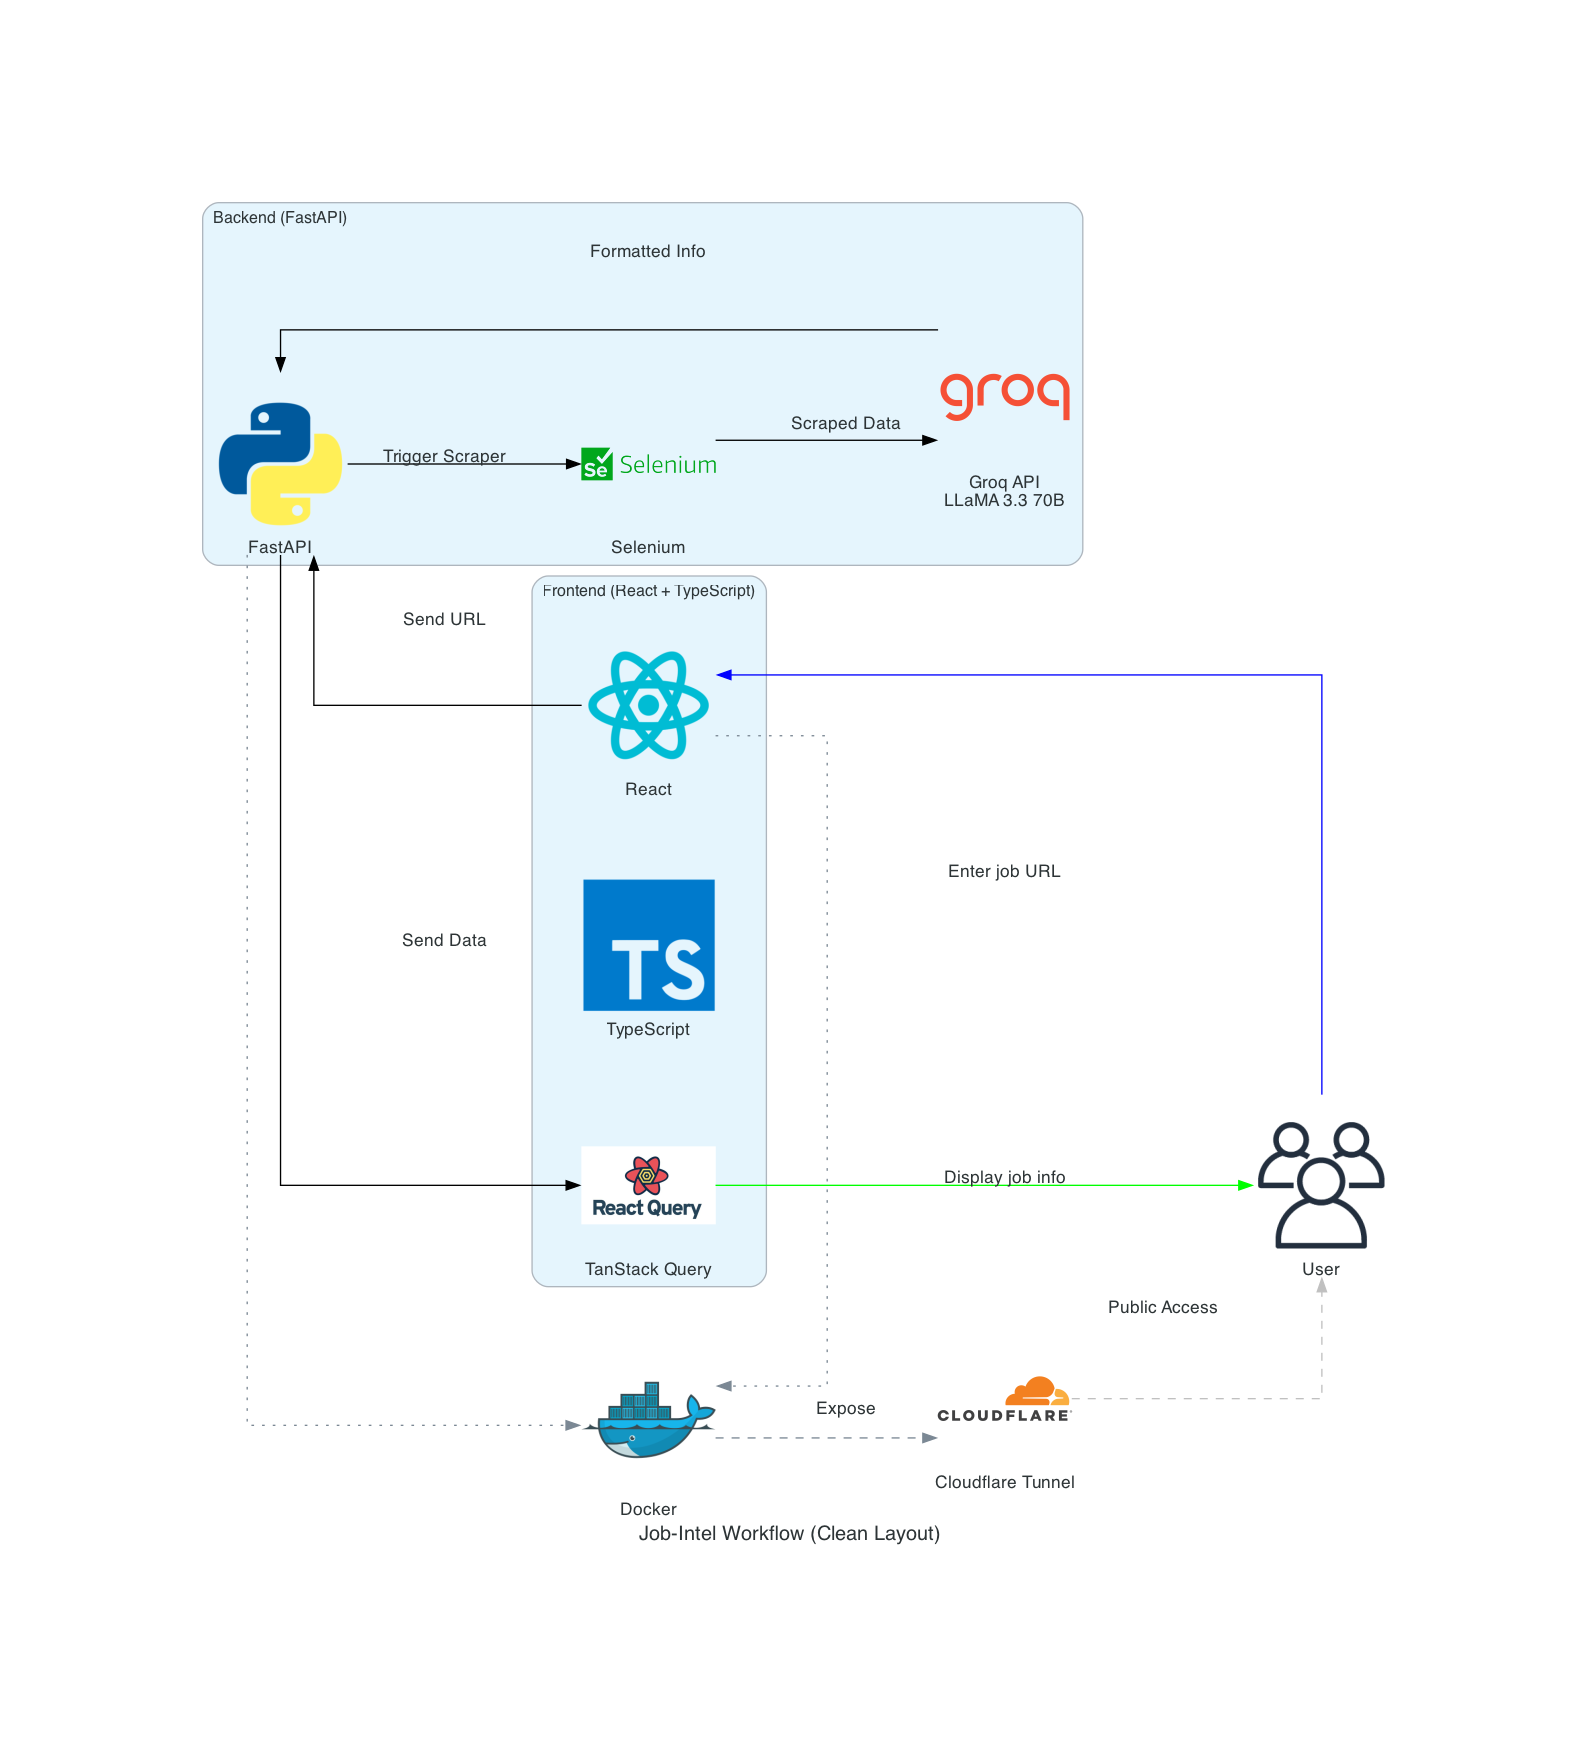 Backend (FastAPI)
Formatted Info
groq
Scraped Data
Trigger Scraper
Se Selenium
Groq API
LLaMA 3.3 70B
FastAPI
Selenium
Frontend (React + TypeScript)
Send URL
React
Enter job URL
Send Data
TS
TypeScript
React Query
Display job info
TanStack Query
User
Public Access
Expose
CLOUDFLARE
Cloudflare Tunnel
Docker
Job-Intel Workflow (Clean Layout)